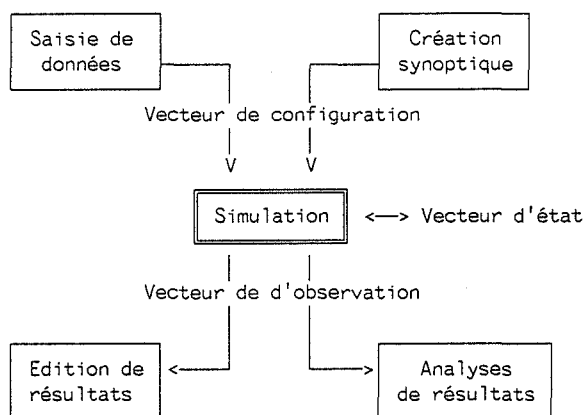 Saisie de
données
Création
synoptique
Vecteur de configuration
V V
Simulation
<—> Vecteur d'état
Vecteur de d'observation
Edition de
résultats
<
>
Analyses
de résultats